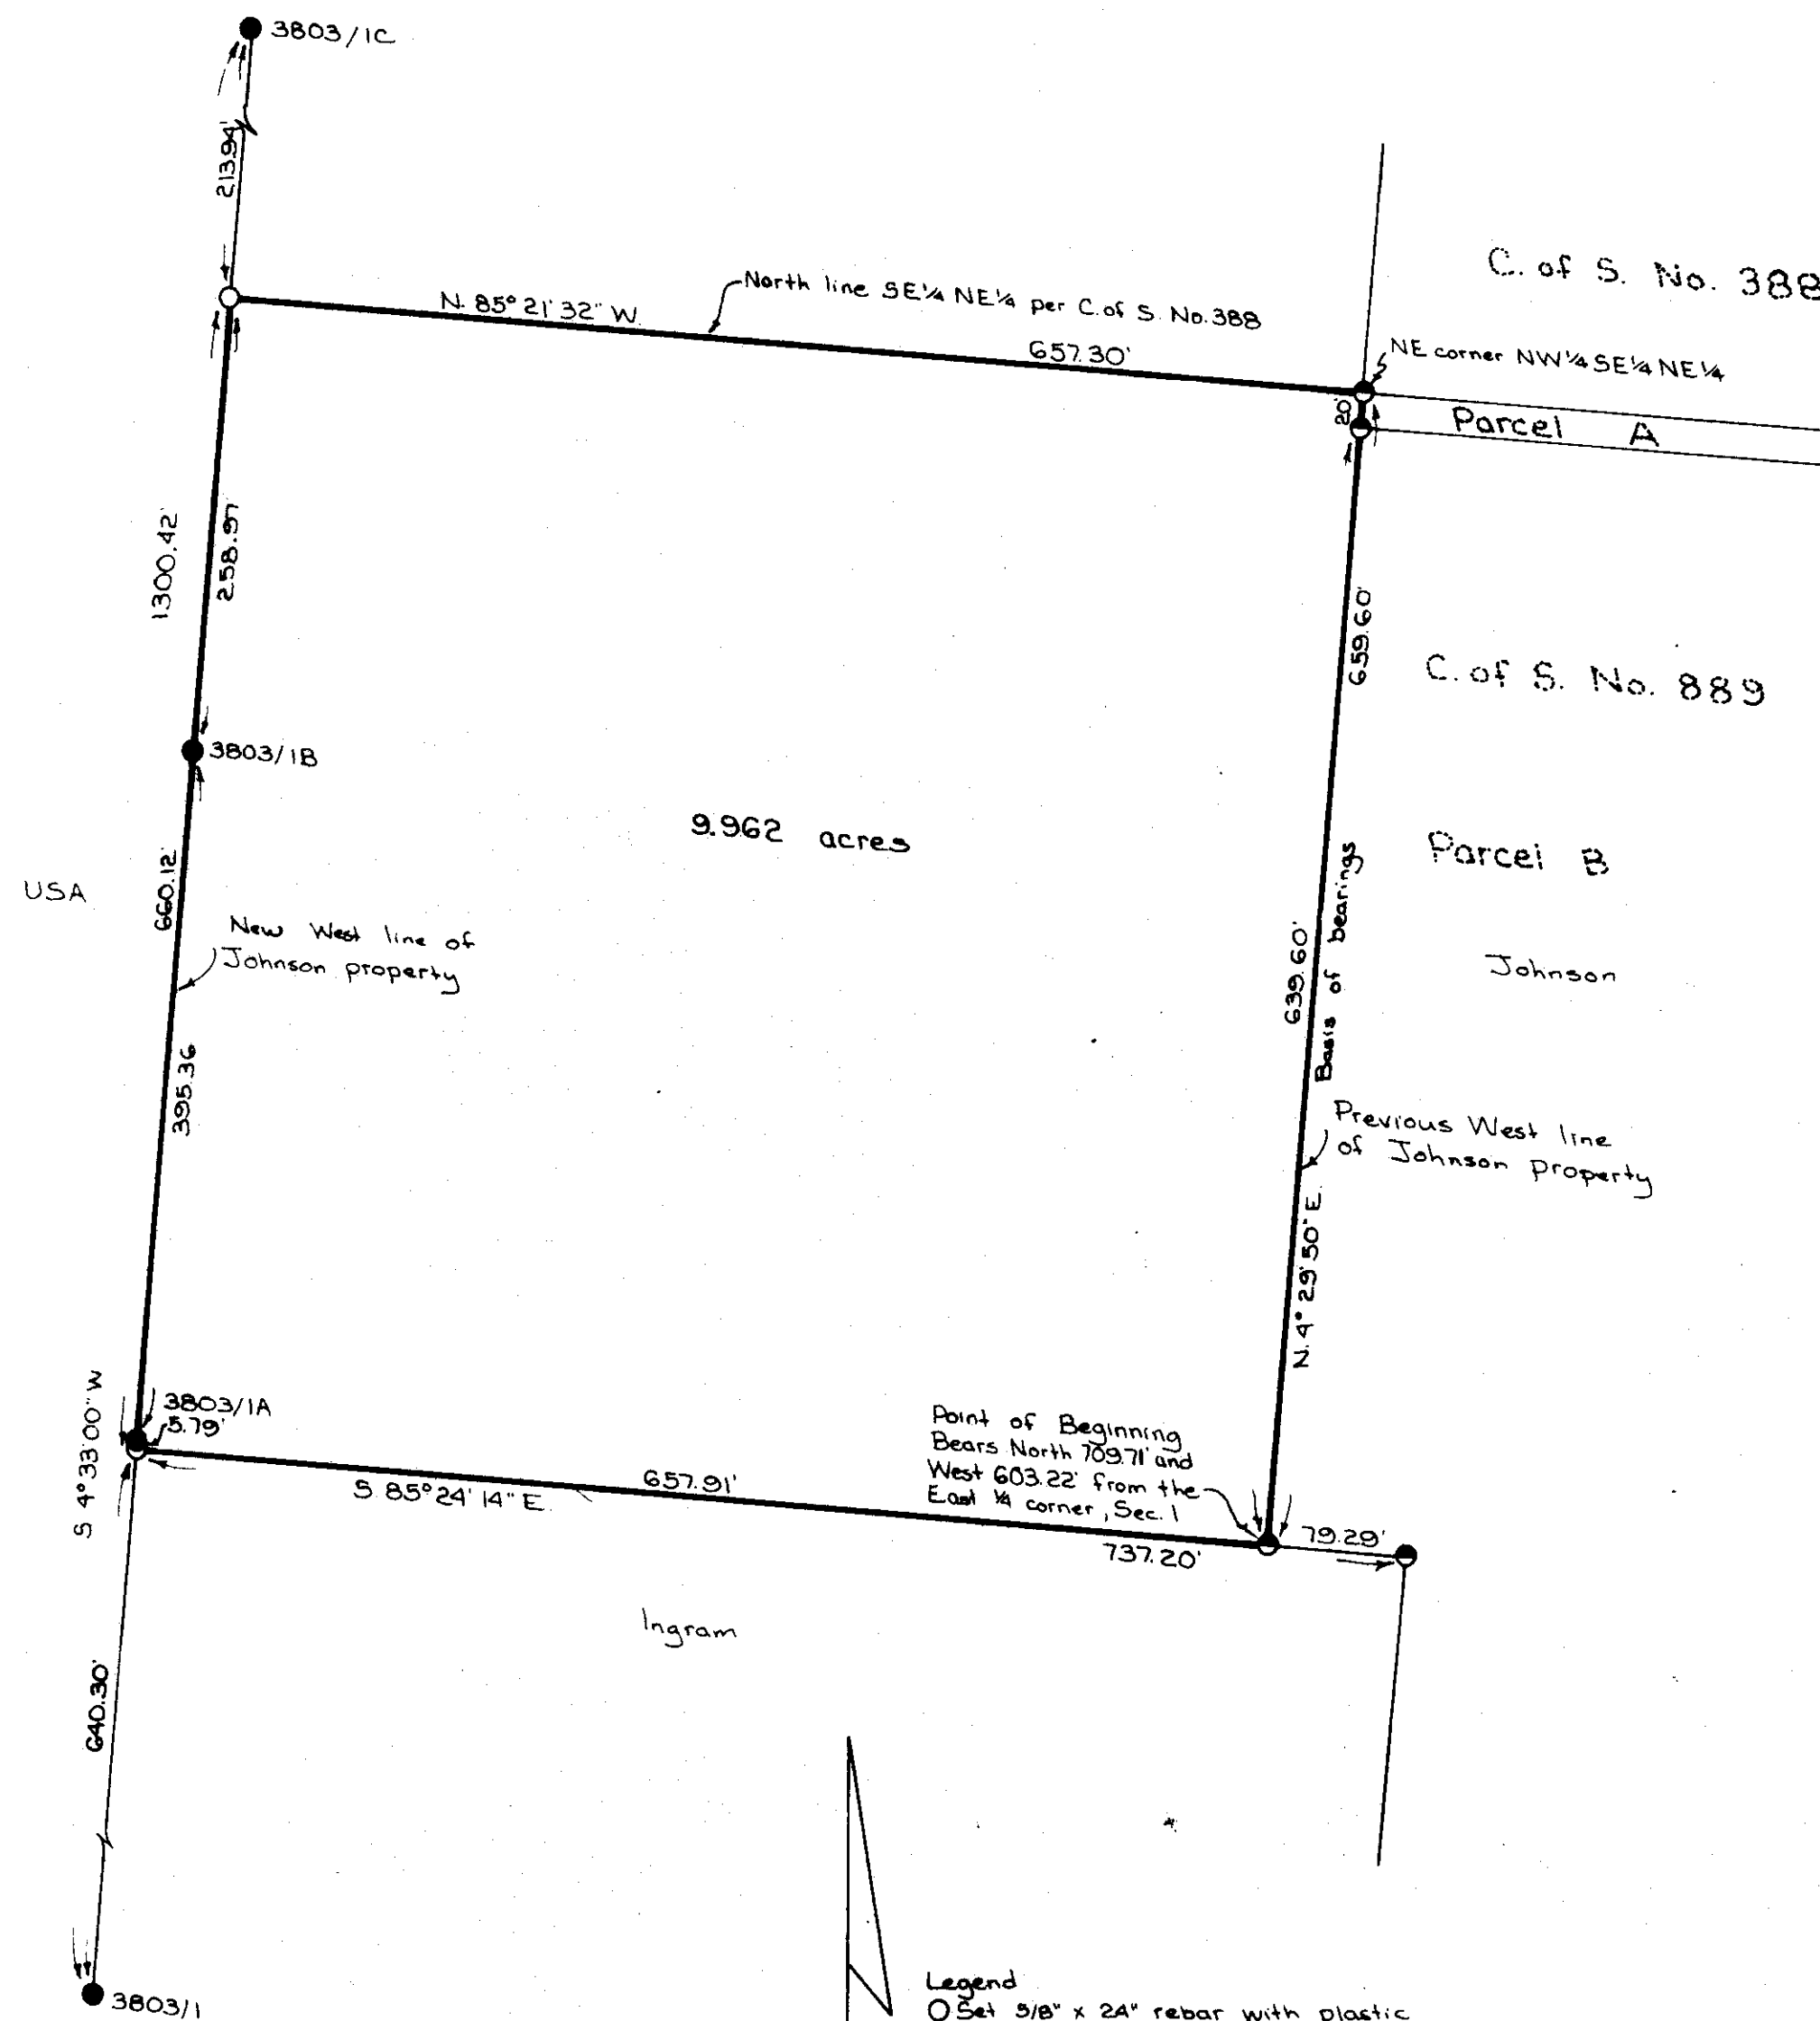 3803/1C
213.94'
C. of S. No. 388
N. 85° 21' 32" W.
North line SE¼ NE¼ per C. of S. No. 388
657.30'
NE corner NW¼ SE¼ NE¼
20'
Parcel A
1300.42'
258.97
659.60'
C. of S. No. 889
3803/1B
9.962 acres
Parcel B
USA
660.12'
New West line of
Johnson property
Johnson
639.60'
Basis of bearings
395.36
Previous West line
of Johnson property
N. 4° 29' 50" E.
S 4° 33' 00" W
3803/1A
5.79'
Point of Beginning
Bears North 709.71' and
West 603.22' from the
East ¼ corner, Sec. 1
657.91'
S. 85° 24' 14" E.
737.20'
79.29'
Ingram
640.30'
3803/1
Legend
O Set 5/8" x 24" rebar with plastic